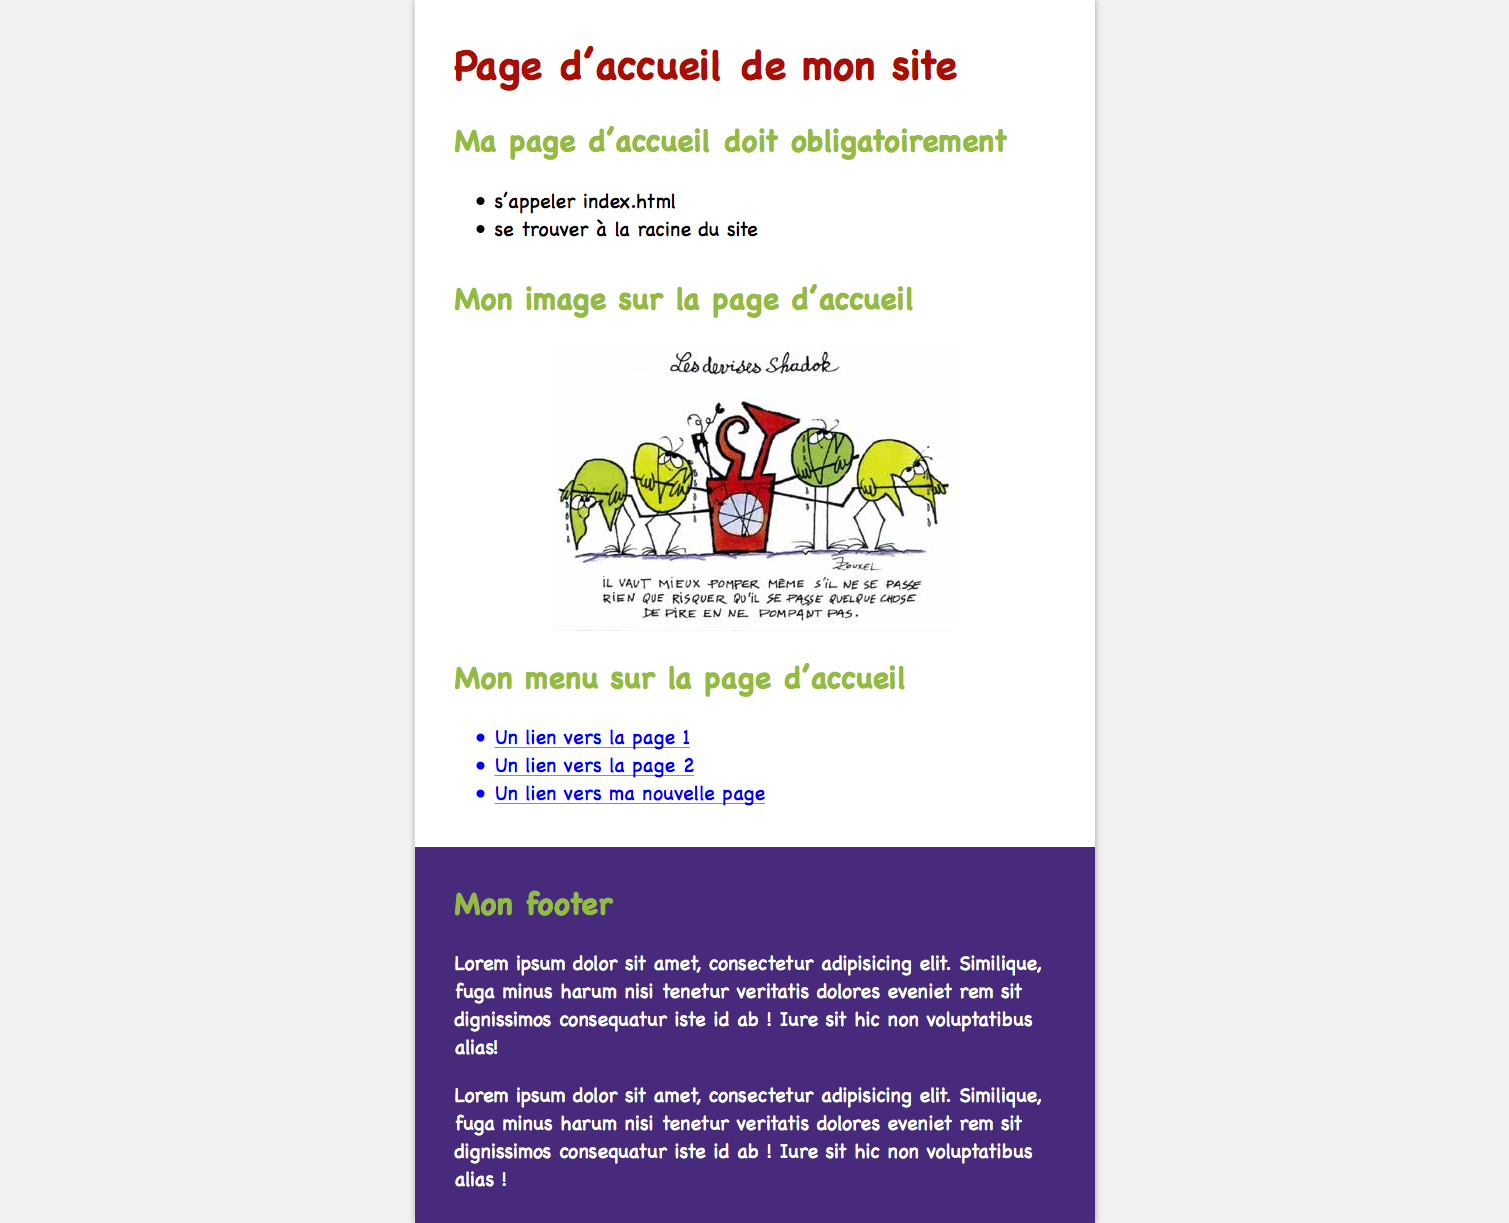 Page d’accueil de mon site
Ma page d’accueil doit obligatoirement
s’appeler index.html
se trouver à la racine du site
Mon image sur la page d’accueil
Les devises Shadok
ROUXEL
IL VAUT MIEUX POMPER MÊME S'IL NE SE PASSE
RIEN QUE RISQUER QU'IL SE PASSE QUELQUE CHOSE
DE PIRE EN NE POMPANT PAS.
Mon menu sur la page d’accueil
Un lien vers la page 1
Un lien vers la page 2
Un lien vers ma nouvelle page
Mon footer
Lorem ipsum dolor sit amet, consectetur adipisicing elit. Similique,
fuga minus harum nisi tenetur veritatis dolores eveniet rem sit
dignissimos consequatur iste id ab ! Iure sit hic non voluptatibus
alias!
Lorem ipsum dolor sit amet, consectetur adipisicing elit. Similique,
fuga minus harum nisi tenetur veritatis dolores eveniet rem sit
dignissimos consequatur iste id ab ! Iure sit hic non voluptatibus
alias !